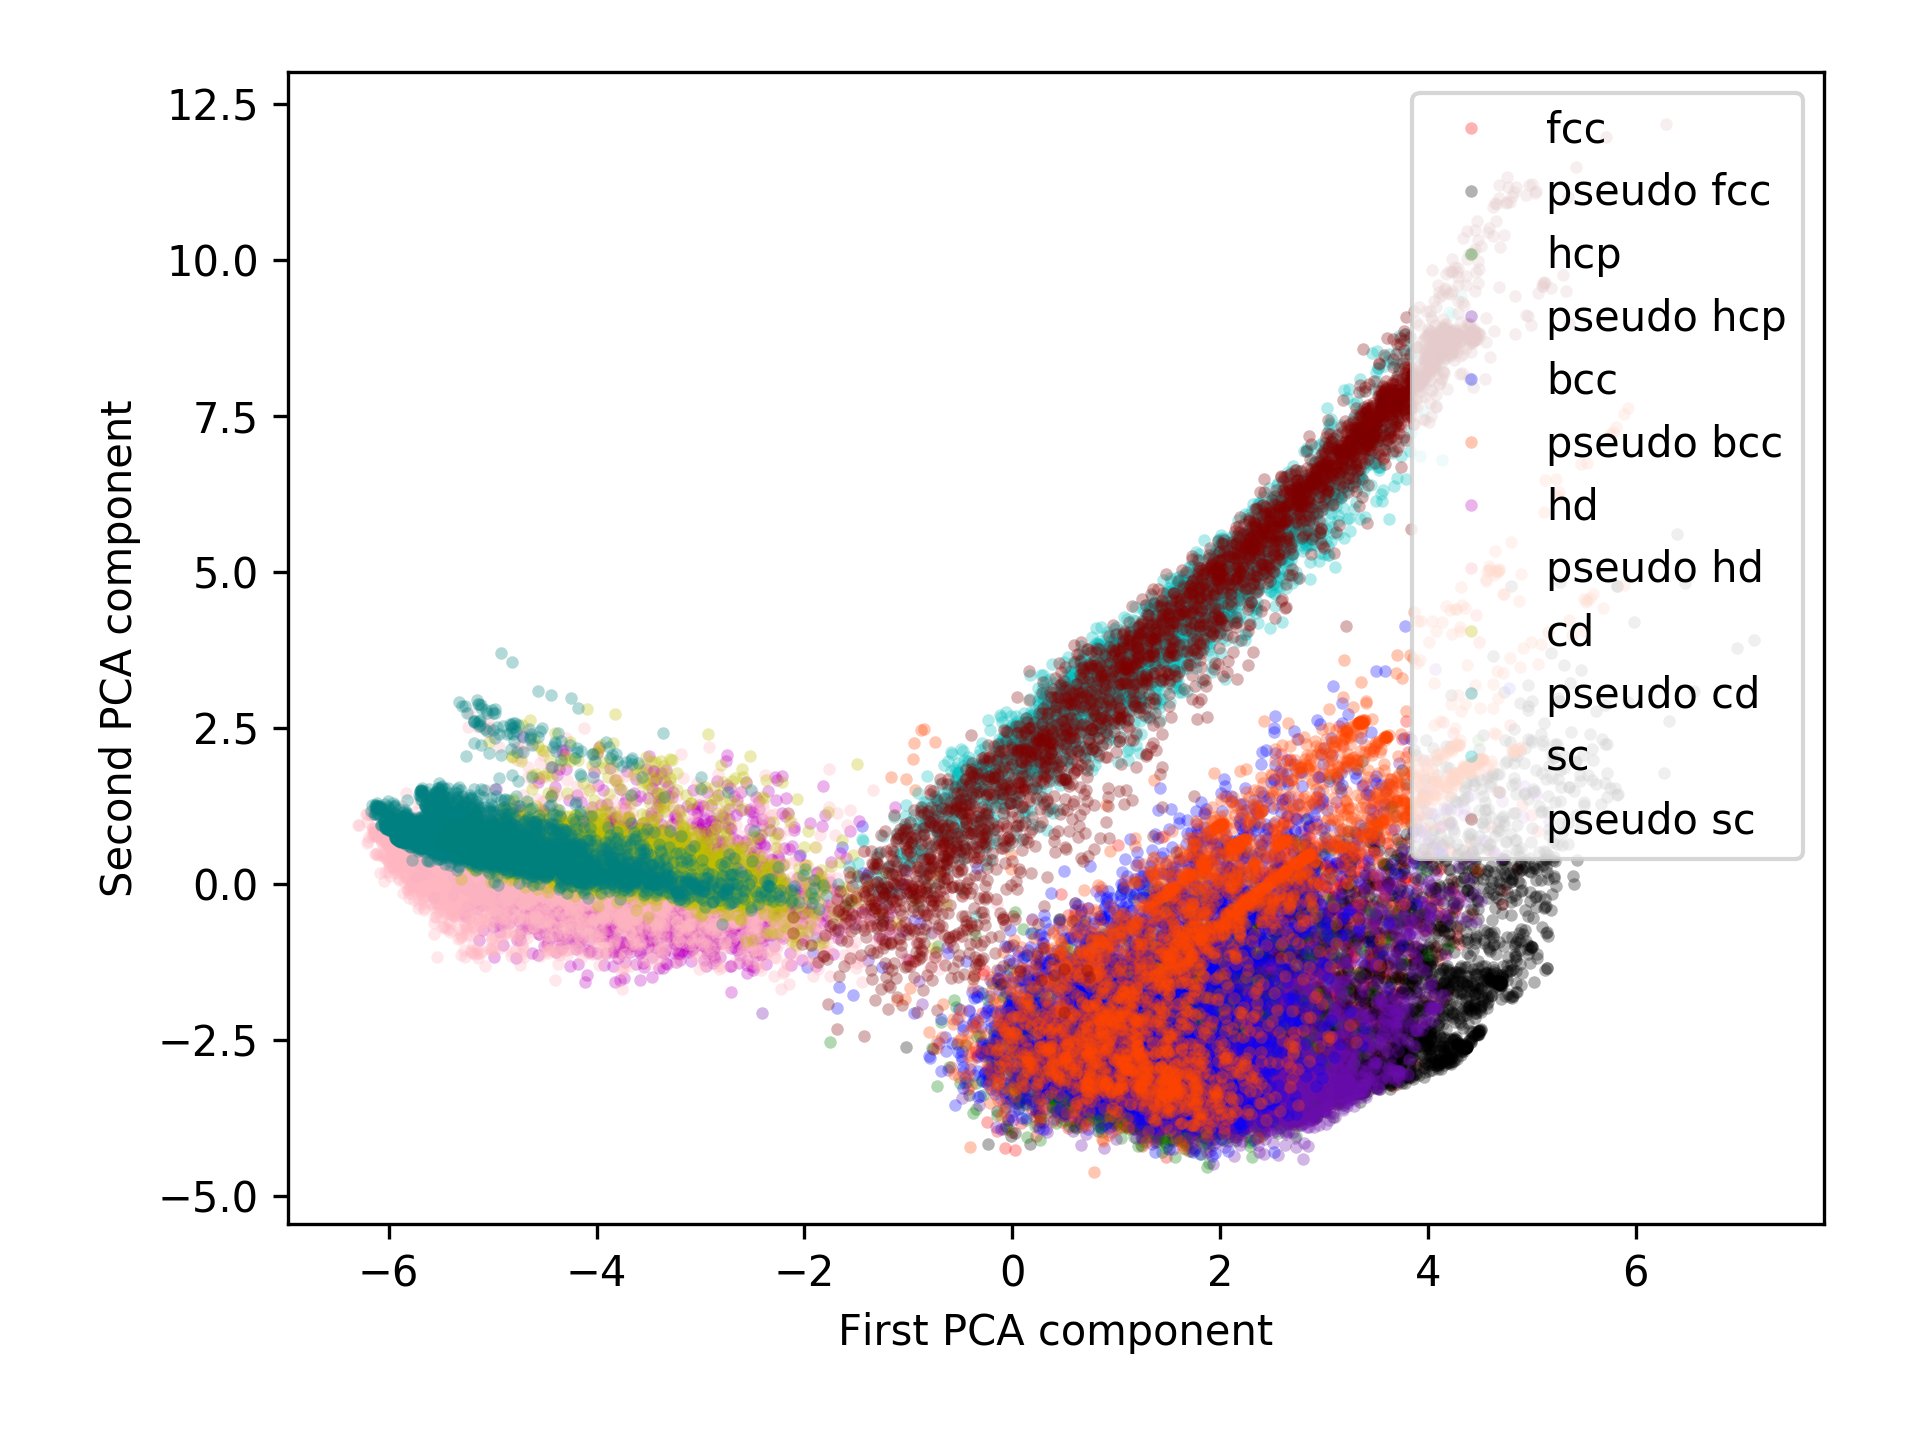 12.5
10.0
7.5
5.0
2.5
0.0
−2.5
−5.0
Second PCA component
−6
−4
−2
0
2
4
6
First PCA component
fcc
pseudo fcc
hcp
pseudo hcp
bcc
pseudo bcc
hd
pseudo hd
cd
pseudo cd
sc
pseudo sc